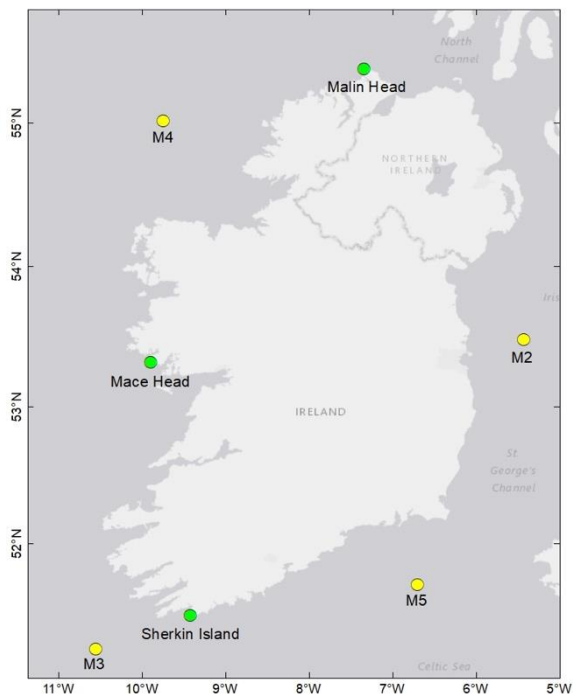 North
Channel
Malin Head
55°N
M4
NORTHERN
IRELAND
54°N
Iris
M2
Mace Head
53°N
IRELAND
St
George's
Channel
52°N
M5
Sherkin Island
M3
Celtic Sea
11°W 10°W 9°W 8°W 7°W 6°W 5°W